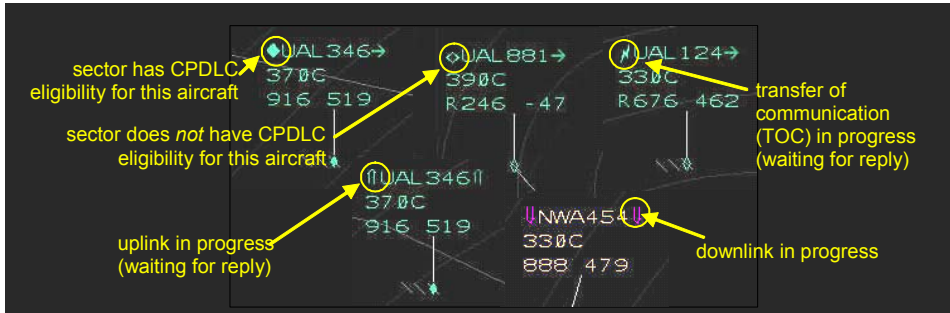 sector has CPDLC
eligibility for this aircraft
sector does not have CPDLC
eligibility for this aircraft
◆UAL346→
370C
916 519
◇UAL881→
390C
R246 -47
UAL124→
330C
R676 462
transfer of
communication
(TOC) in progress
(waiting for reply)
uplink in progress
(waiting for reply)
⇑UAL346⇑
370C
916 519
⇓NWA454⇓
330C
888 479
downlink in progress